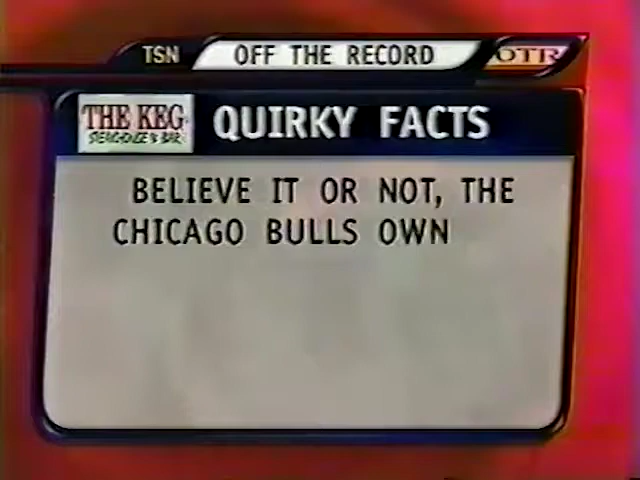 TSN OFF THE RECORD OTR
THE KEG
STEAKHOUSE & BAR
QUIRKY FACTS
BELIEVE IT OR NOT, THE
CHICAGO BULLS OWN